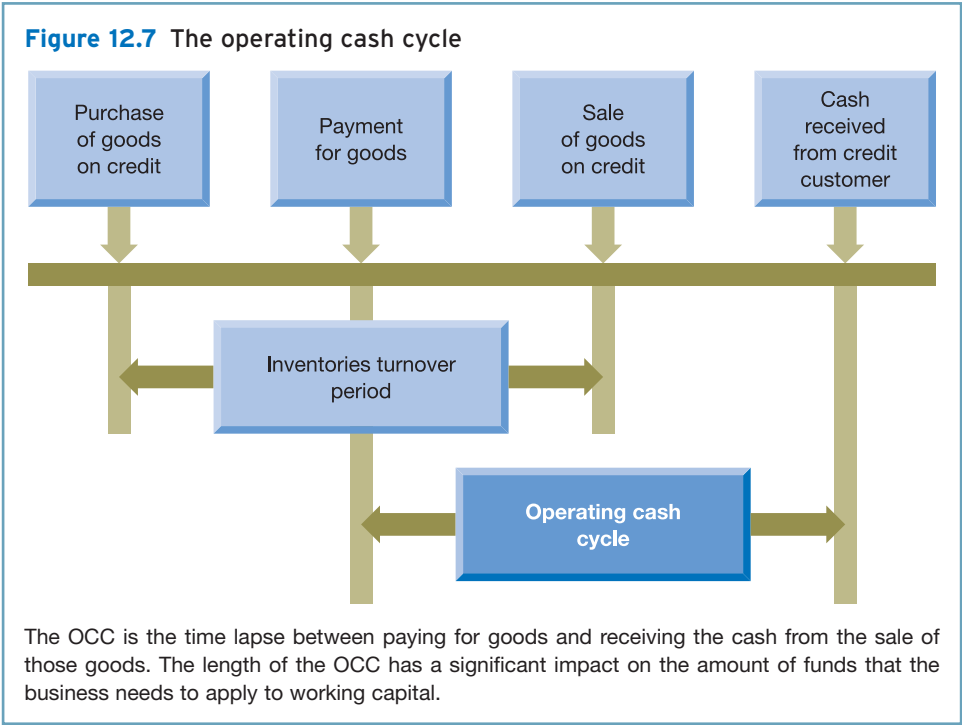 Figure 12.7 The operating cash cycle
Purchase
of goods
on credit
Payment
for goods
Sale
of goods
on credit
Cash
received
from credit
customer
Inventories turnover
period
Operating cash
cycle
The OCC is the time lapse between paying for goods and receiving the cash from the sale of
those goods. The length of the OCC has a significant impact on the amount of funds that the
business needs to apply to working capital.